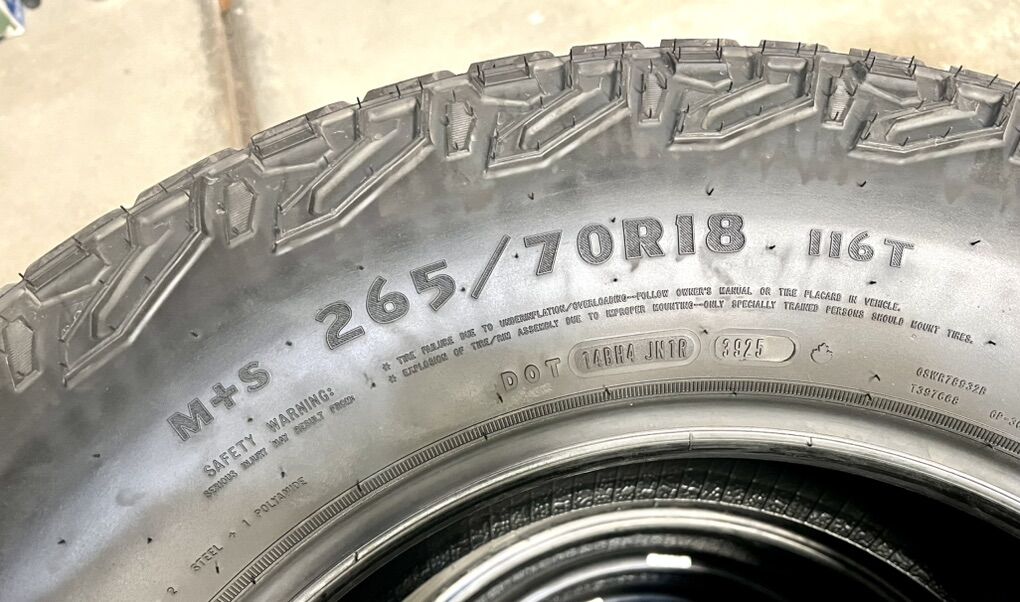 M+S 265/70R18 116T
SAFETY WARNING:
SERIOUS INJURY MAY RESULT FROM:
* TIRE FAILURE DUE TO UNDERINFLATION/OVERLOADING—FOLLOW OWNER'S MANUAL OR TIRE PLACARD IN VEHICLE.
* EXPLOSION OF TIRE/RIM ASSEMBLY DUE TO IMPROPER MOUNTING—ONLY SPECIALLY TRAINED PERSONS SHOULD MOUNT TIRES.
DOT 14BH4 JN1R 3925
T397668
2 STEEL + 1 POLYAMIDE